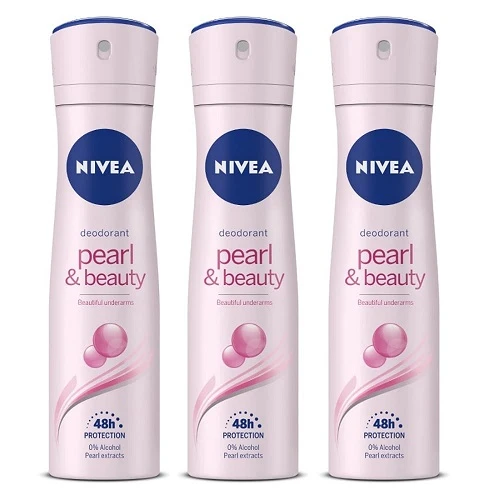 NIVEA
deodorant
pearl
& beauty
Beautiful underarms
48h
PROTECTION
0% Alcohol
Pearl extracts
NIVEA
deodorant
pearl
& beauty
Beautiful underarms
48h
PROTECTION
0% Alcohol
Pearl extracts
NIVEA
deodorant
pearl
& beauty
Beautiful underarms
48h
PROTECTION
0% Alcohol
Pearl extracts